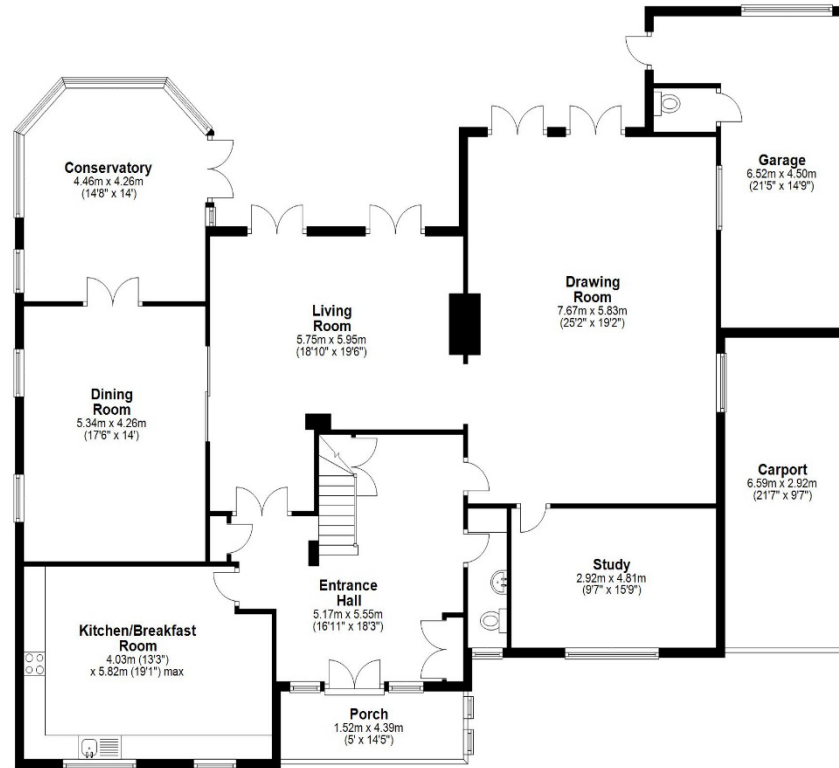 Conservatory
4.46m x 4.26m
(14'8" x 14')
Garage
6.52m x 4.50m
(21'5" x 14'9")
Living
Room
5.75m x 5.95m
(18'10" x 19'6")
Drawing
Room
7.67m x 5.83m
(25'2" x 19'2")
Dining
Room
5.34m x 4.26m
(17'6" x 14')
Carport
6.59m x 2.92m
(21'7" x 9'7")
Study
2.92m x 4.81m
(9'7" x 15'9")
Entrance
Hall
5.17m x 5.55m
(16'11" x 18'3")
Kitchen/Breakfast
Room
4.03m (13'3")
x 5.82m (19'1") max
Porch
1.52m x 4.39m
(5' x 14'5")